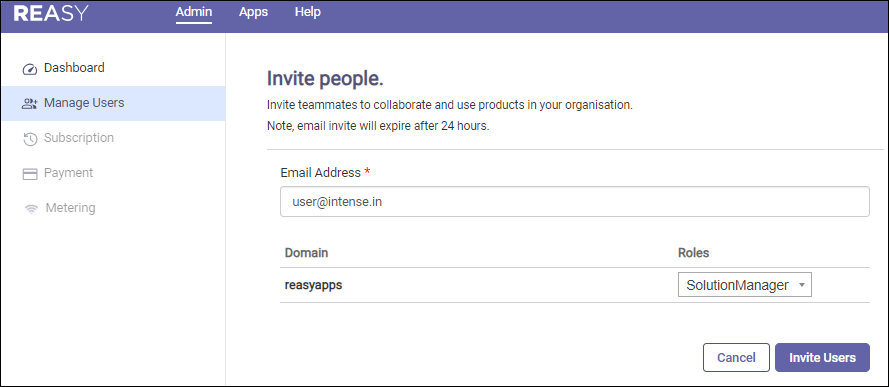 REASY Admin Apps Help
Dashboard
Manage Users
Subscription
Payment
Metering
Invite people.
Invite teammates to collaborate and use products in your organisation.
Note, email invite will expire after 24 hours.
Email Address *
user@intense.in
Domain Roles
reasyapps SolutionManager
Cancel Invite Users